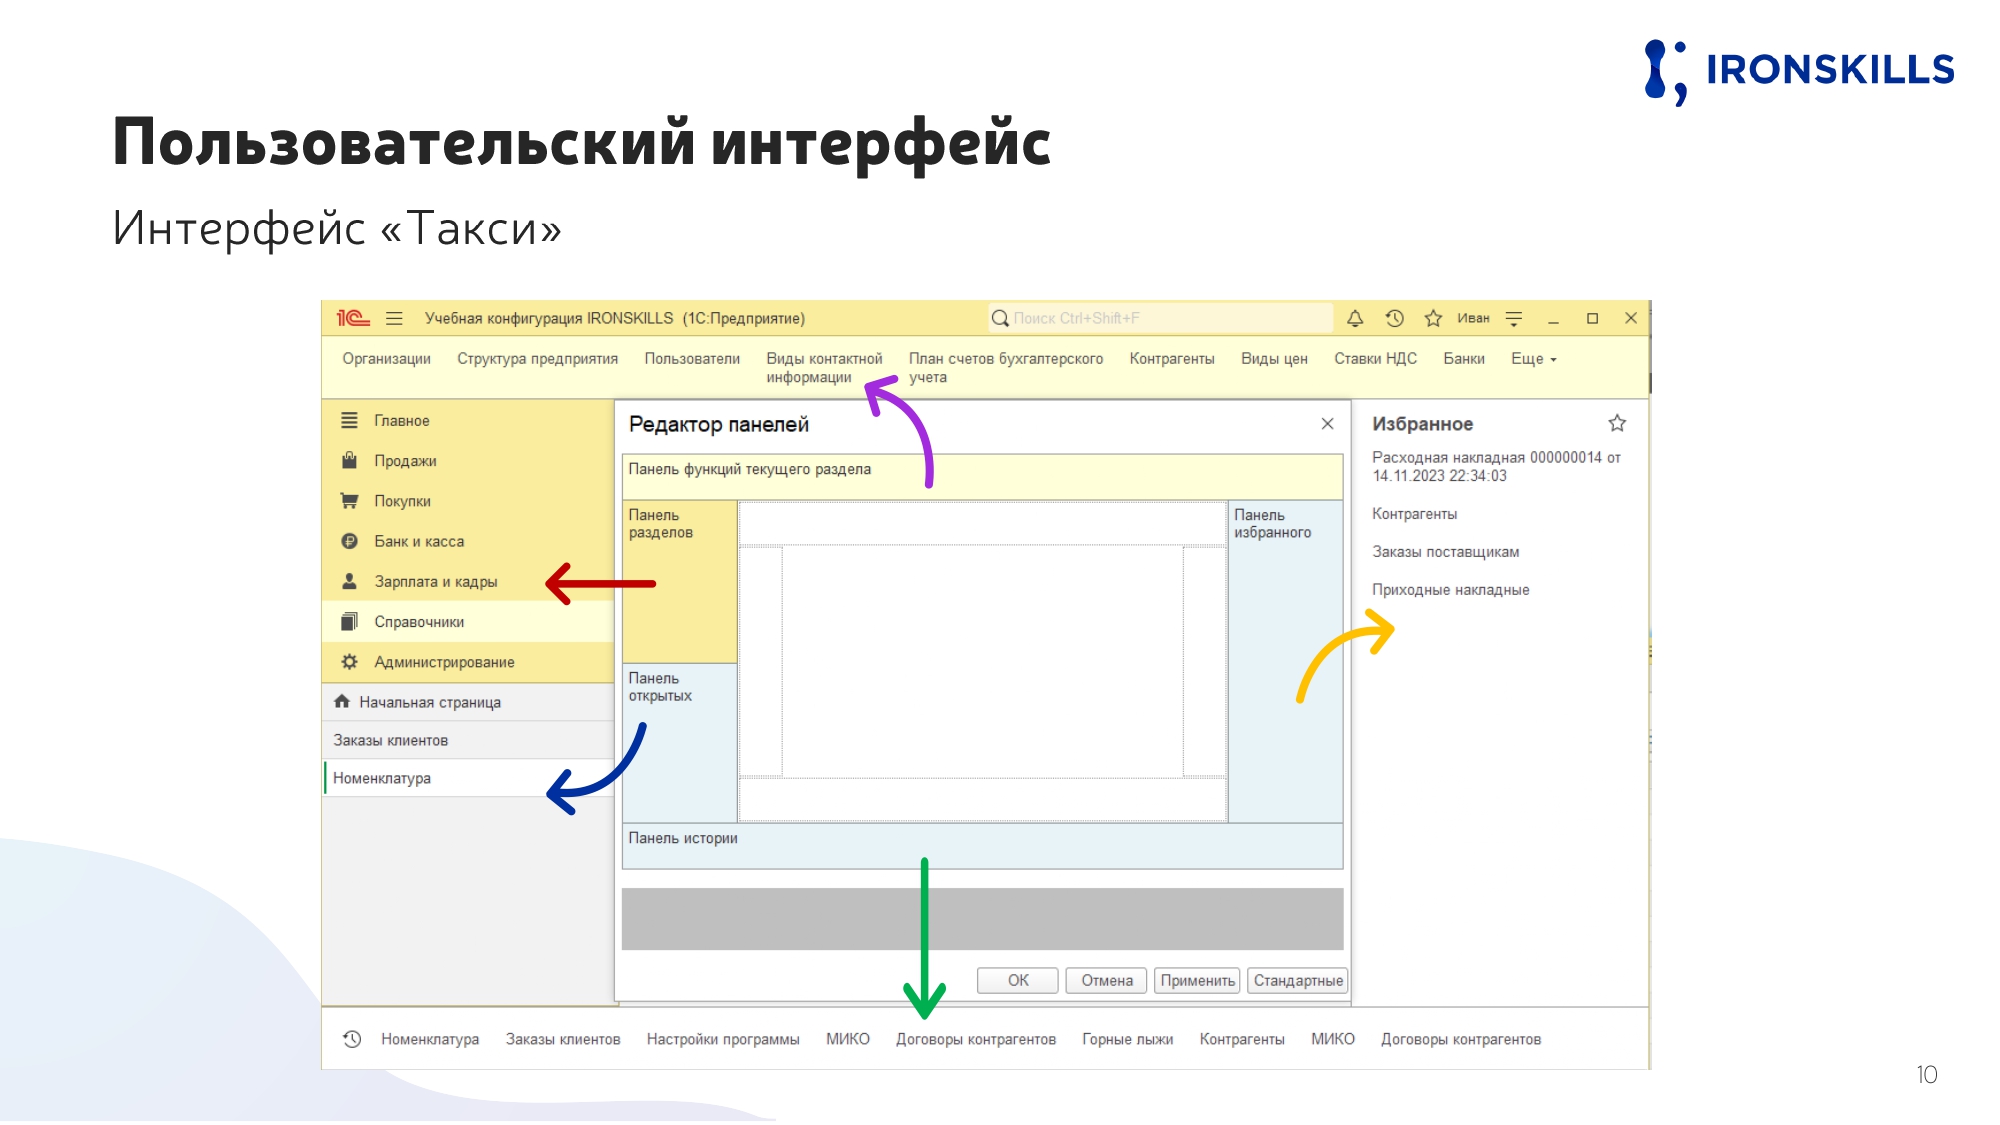 IRONSKILLS
Пользовательский интерфейс
Интерфейс «Такси»
1С Учебная конфигурация IRONSKILLS (1С:Предприятие) Поиск Ctrl+Shift+F Иван
Организации Структура предприятия Пользователи Виды контактной План счетов бухгалтерского Контрагенты Виды цен Ставки НДС Банки Еще
информации учета
Главное
Продажи
Покупки
Банк и касса
Зарплата и кадры
Справочники
Администрирование
Начальная страница
Заказы клиентов
Номенклатура
Редактор панелей
Панель функций текущего раздела
Панель
разделов
Панель
избранного
Панель
открытых
Панель истории
ОК Отмена Применить Стандартные
Избранное
Расходная накладная 000000014 от
14.11.2023 22:34:03
Контрагенты
Заказы поставщикам
Приходные накладные
Номенклатура Заказы клиентов Настройки программы МИКО Договоры контрагентов Горные лыжи Контрагенты МИКО Договоры контрагентов
10